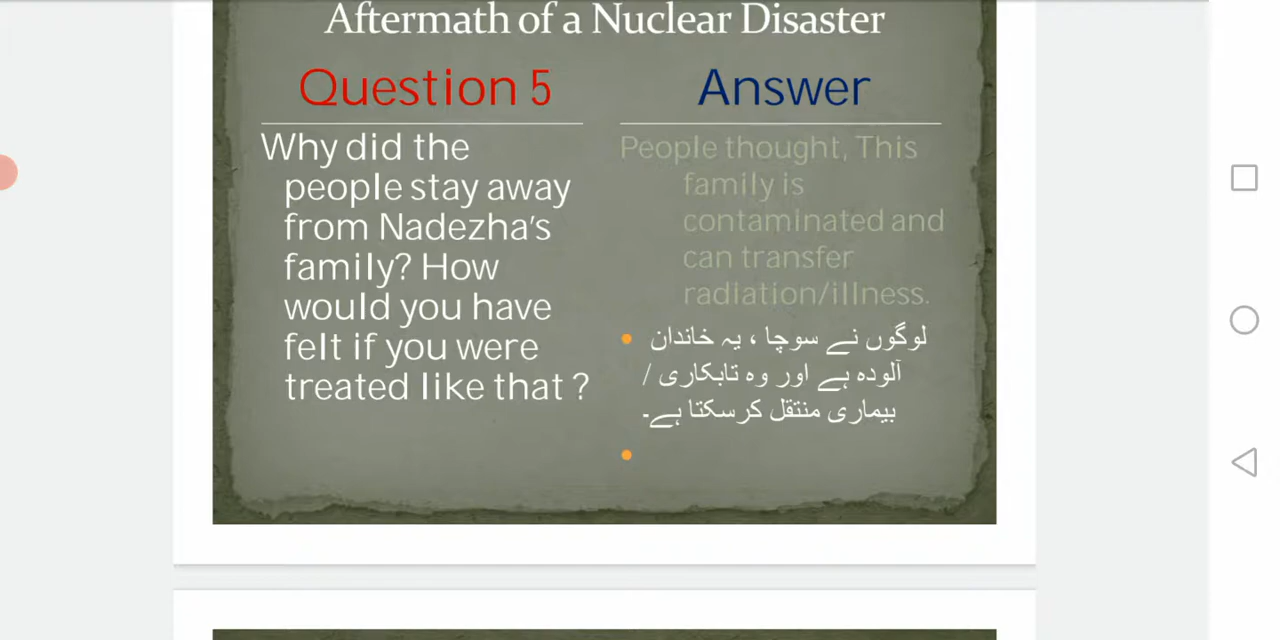 Aftermath of a Nuclear Disaster
Question 5
Why did the
people stay away
from Nadezha's
family? How
would you have
felt if you were
treated like that ?
Answer
People thought, This
family is
contaminated and
can transfer
radiation/illness.
لوگوں نے سوچا ، یہ خاندان
آلودہ ہے اور وہ تابکاری /
بیماری منتقل کرسکتا ہے۔